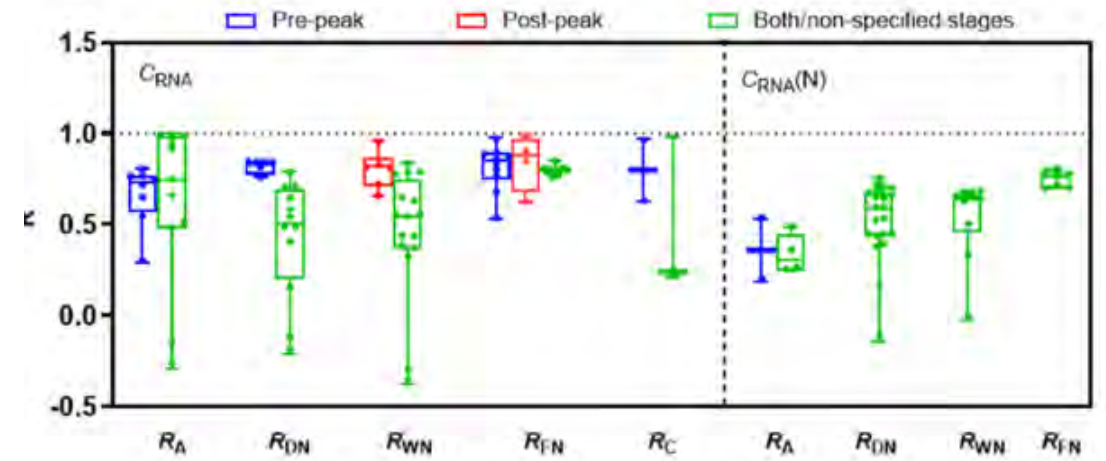 Pre-peak Post-peak Both/non-specified stages
1.5
C_RNA C_RNA(N)
1.0
0.5
0.0
-0.5
R_A R_DN R_WN R_FN R_C R_A R_DN R_WN R_FN